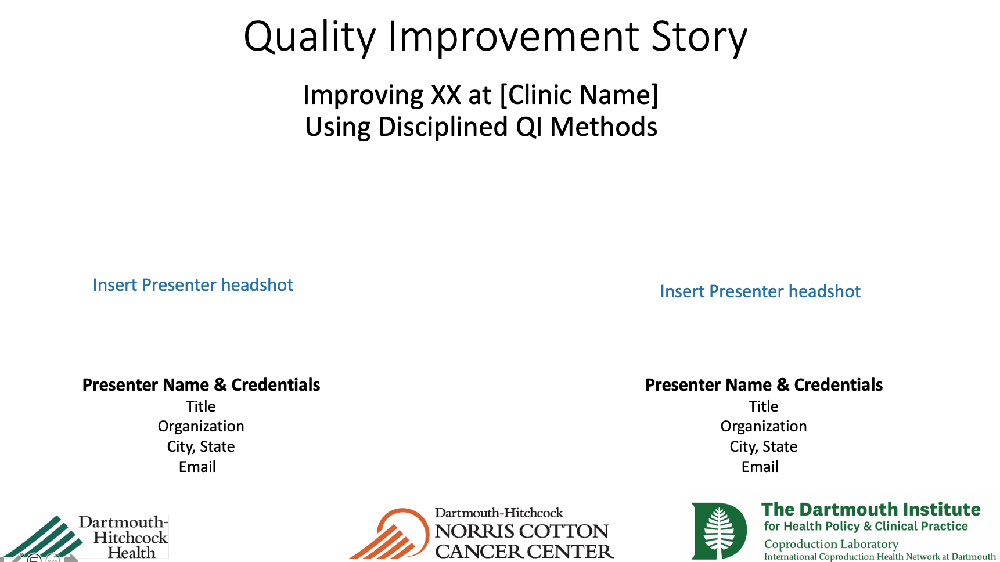 Quality Improvement Story
Improving XX at [Clinic Name]
Using Disciplined QI Methods
Insert Presenter headshot
Insert Presenter headshot
Presenter Name & Credentials
Title
Organization
City, State
Email
Presenter Name & Credentials
Title
Organization
City, State
Email
Dartmouth-
Hitchcock
Health
Dartmouth-Hitchcock
NORRIS COTTON
CANCER CENTER
The Dartmouth Institute
for Health Policy & Clinical Practice
Coproduction Laboratory
International Coproduction Health Network at Dartmouth